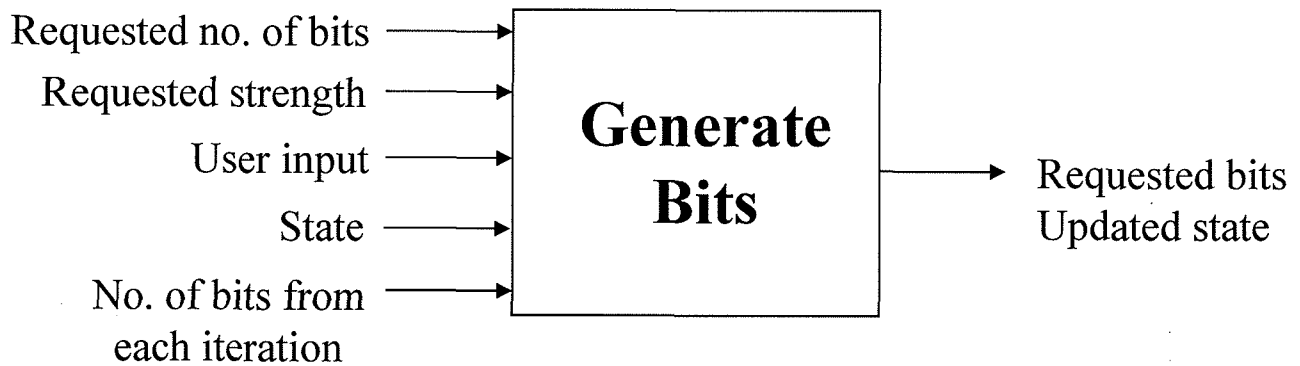 Requested no. of bits
Requested strength
User input
State
No. of bits from
each iteration
Generate
Bits
Requested bits
Updated state